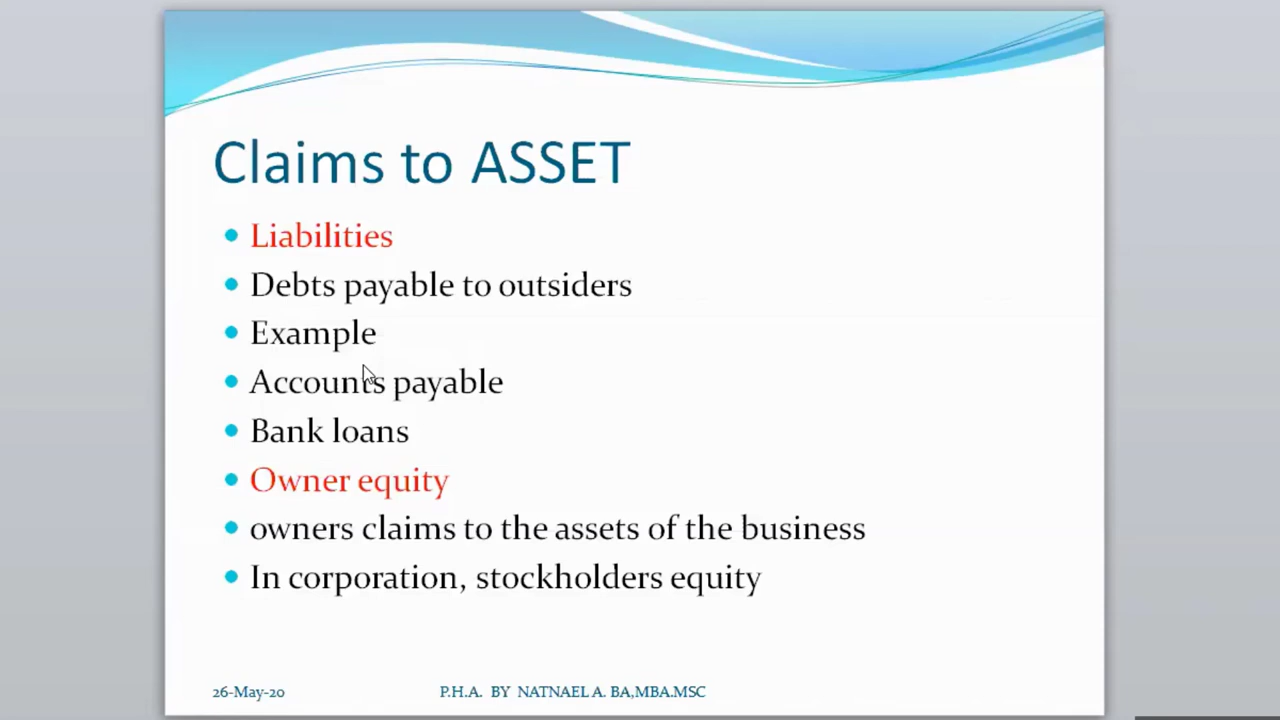 Claims to ASSET
Liabilities
Debts payable to outsiders
Example
Accounts payable
Bank loans
Owner equity
owners claims to the assets of the business
In corporation, stockholders equity
26-May-20
P.H.A. BY NATNAEL A. BA,MBA.MSC